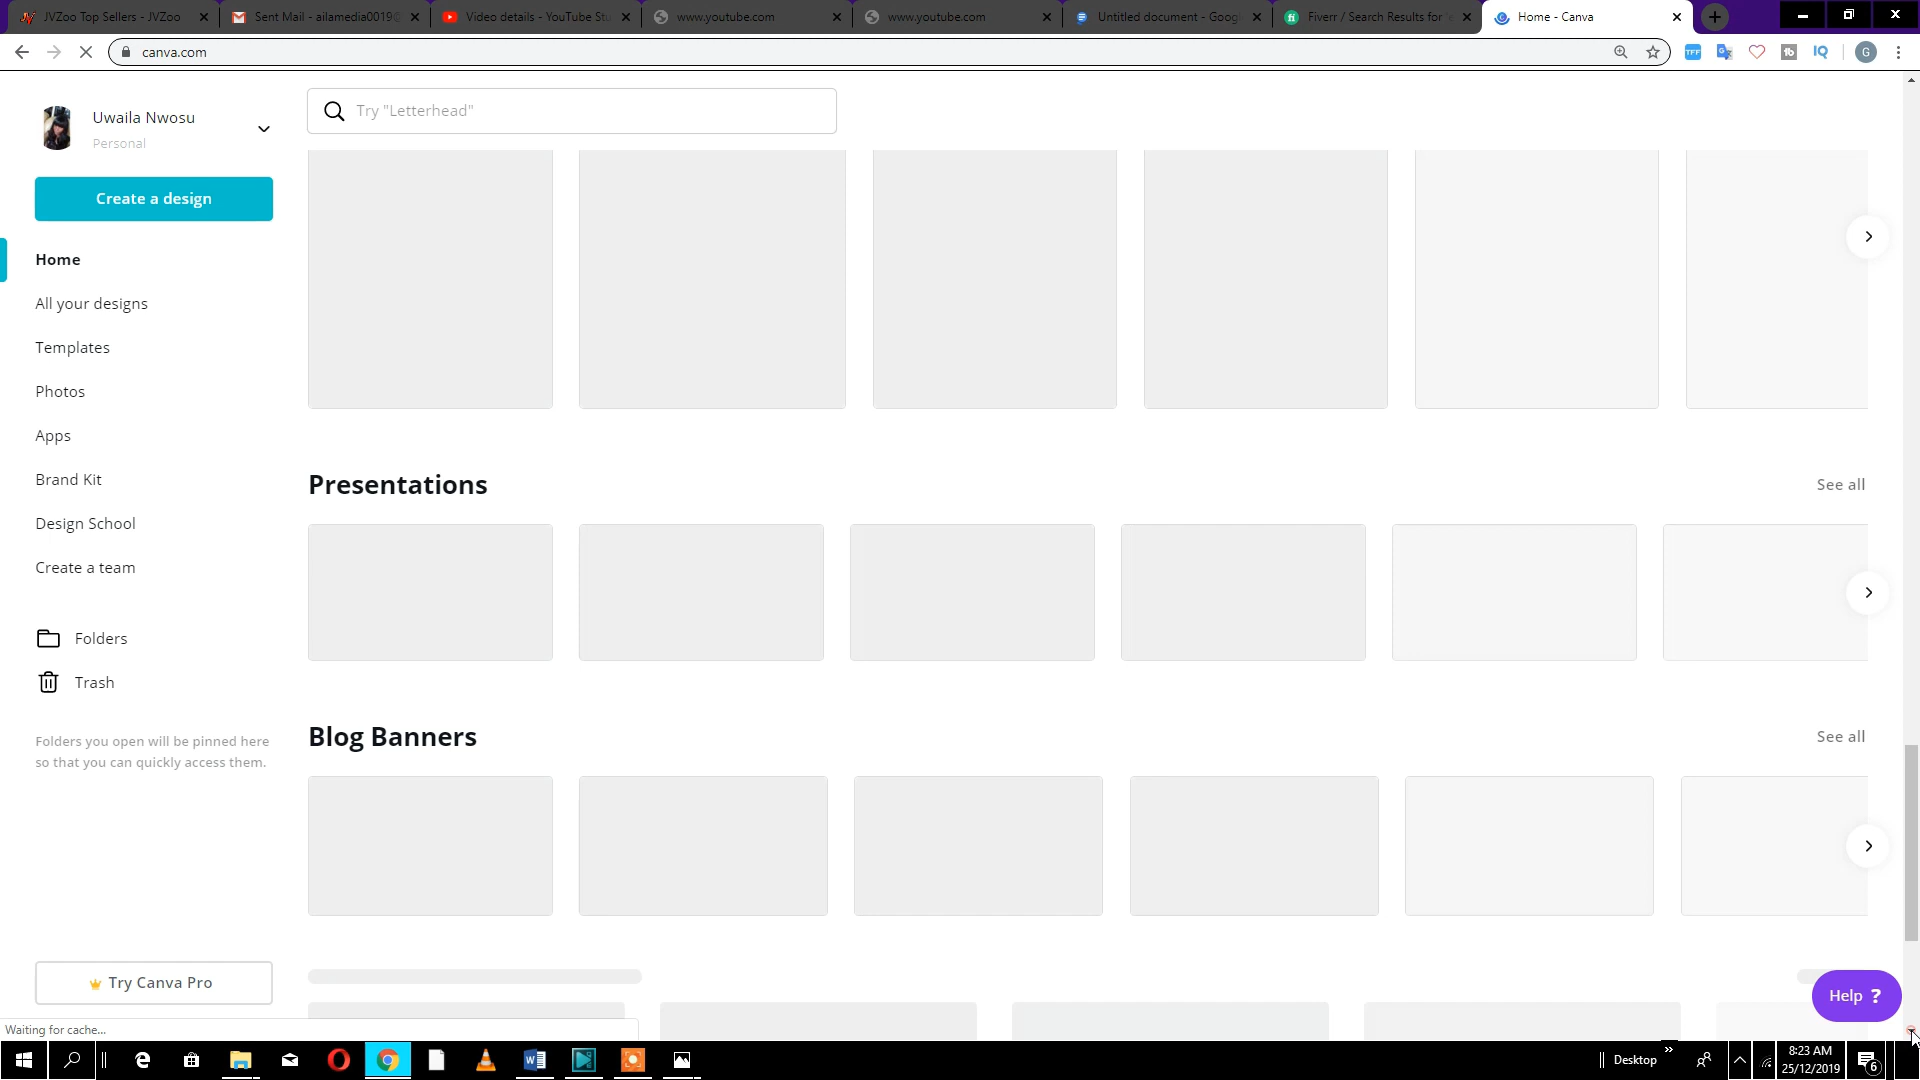 JVZoo Top Sellers - JVZoo
Sent Mail - ailamedia0019@
Video details - YouTube Stu
www.youtube.com
www.youtube.com
Untitled document - Googl
Fiverr / Search Results for 'e
Home - Canva
canva.com
TFF
G
Uwaila Nwosu
Personal
Try "Letterhead"
Create a design
Home
All your designs
Templates
Photos
Apps
Brand Kit
Design School
Create a team
Folders
Trash
Folders you open will be pinned here
so that you can quickly access them.
Try Canva Pro
Presentations
See all
Blog Banners
See all
Help ?
Waiting for cache...
Desktop
8:23 AM
25/12/2019
6